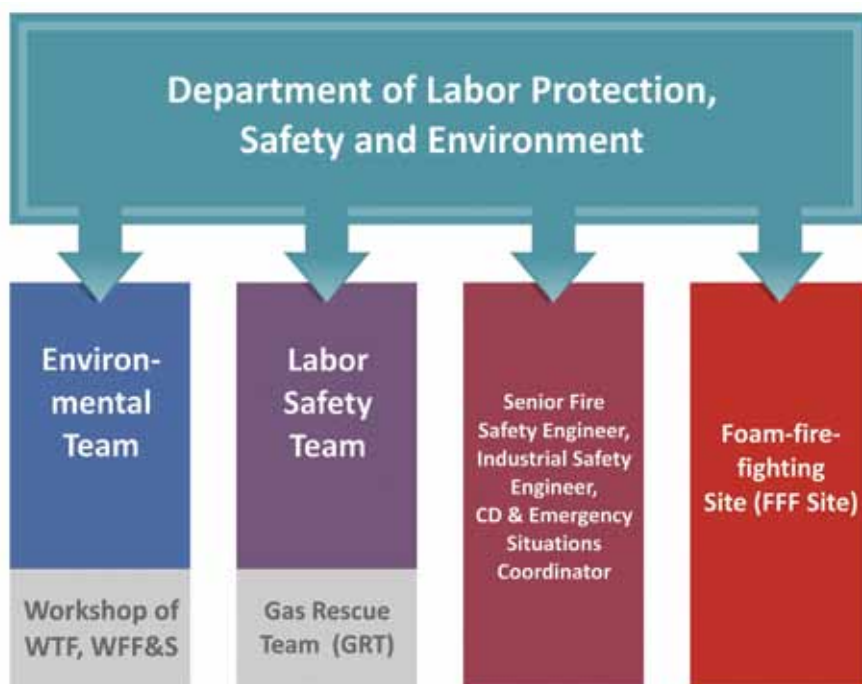 Department of Labor Protection,
Safety and Environment
Environ-
mental
Team
Workshop of
WTF, WFF&S
Labor
Safety
Team
Gas Rescue
Team (GRT)
Senior Fire
Safety Engineer,
Industrial Safety
Engineer,
CD & Emergency
Situations
Coordinator
Foam-fire-
fighting
Site (FFF Site)